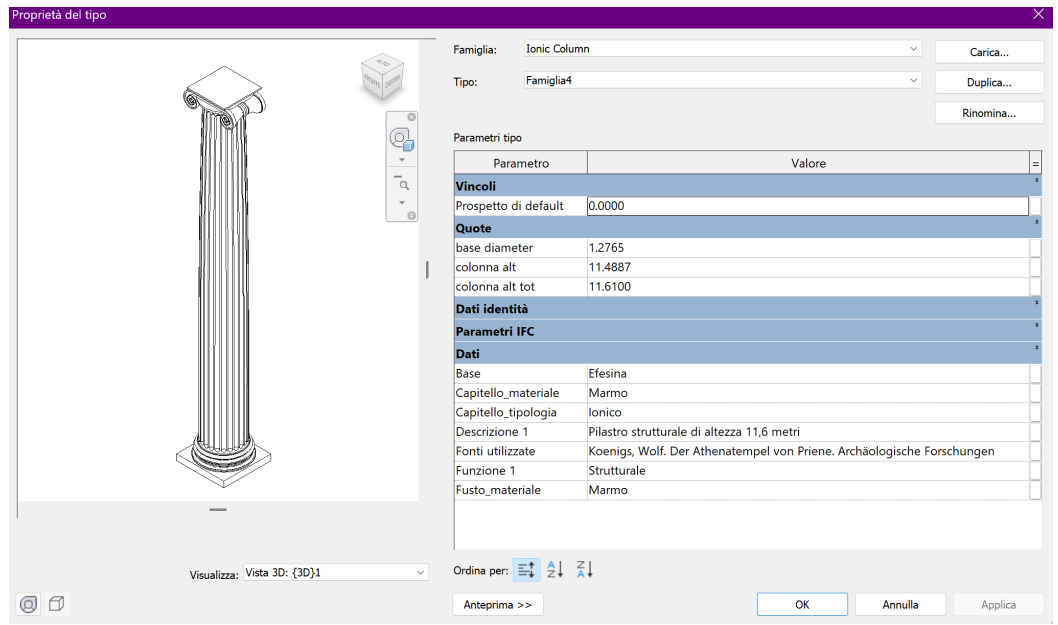 Proprietà del tipo
Famiglia: Ionic Column Carica...
Tipo: Famiglia4 Duplica...
Rinomina...
Parametri tipo
Parametro Valore =
Vincoli
Prospetto di default 0.0000
Quote
base diameter 1.2765
colonna alt 11.4887
colonna alt tot 11.6100
Dati identità
Parametri IFC
Dati
Base Efesina
Capitello_materiale Marmo
Capitello_tipologia Ionico
Descrizione 1 Pilastro strutturale di altezza 11,6 metri
Fonti utilizzate Koenigs, Wolf. Der Athenatempel von Priene. Archäologische Forschungen
Funzione 1 Strutturale
Fusto_materiale Marmo
Visualizza: Vista 3D: {3D}1
Ordina per:
Anteprima >> OK Annulla Applica